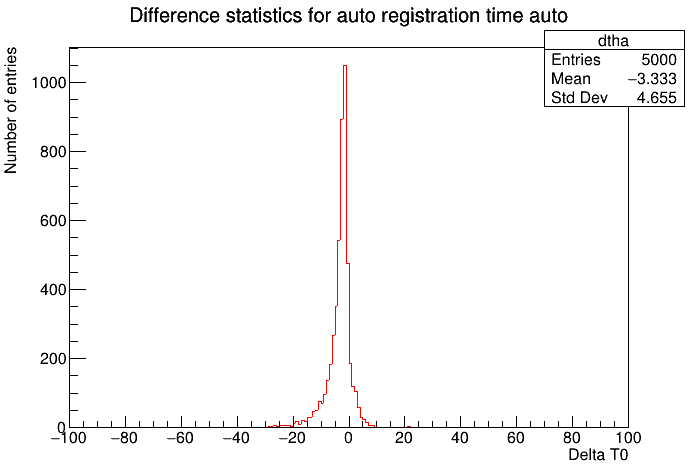 Difference statistics for auto registration time auto
dtha
Entries 5000
Mean −3.333
Std Dev 4.655
Number of entries
1000
800
600
400
200
0
−100 −80 −60 −40 −20 0 20 40 60 80 100
Delta T0